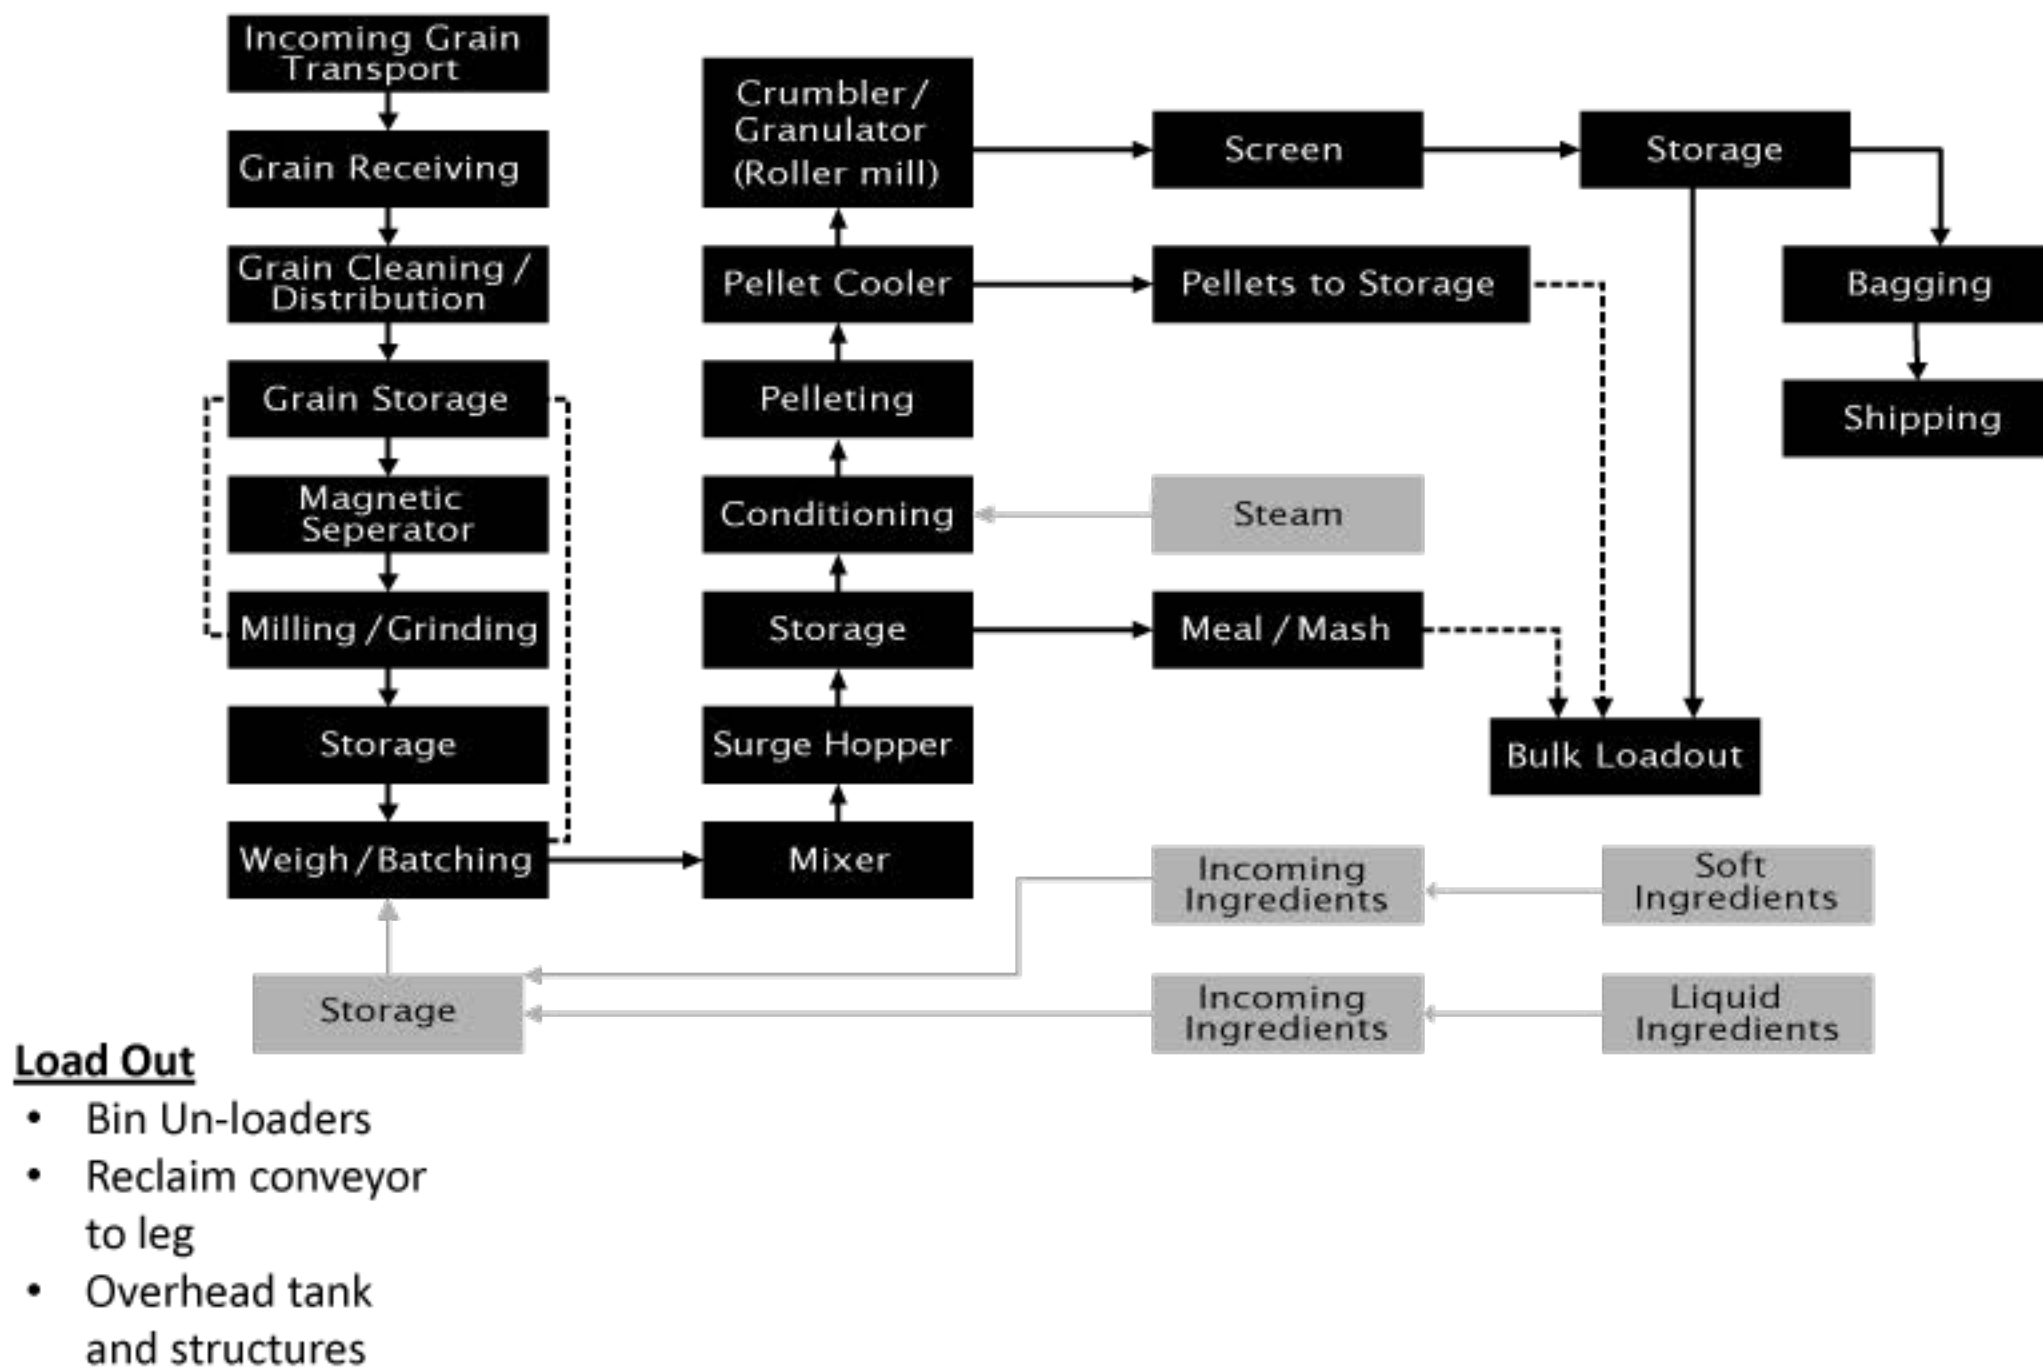 Incoming Grain
Transport
Grain Receiving
Grain Cleaning /
Distribution
Grain Storage
Magnetic
Seperator
Milling /Grinding
Storage
Weigh/Batching
Storage
Crumbler/
Granulator
(Roller mill)
Pellet Cooler
Pelleting
Conditioning
Storage
Surge Hopper
Mixer
Screen
Storage
Pellets to Storage
Bagging
Shipping
Steam
Meal /Mash
Bulk Loadout
Incoming
Ingredients
Soft
Ingredients
Incoming
Ingredients
Liquid
Ingredients
Load Out
• Bin Un-loaders
• Reclaim conveyor
to leg
• Overhead tank
and structures